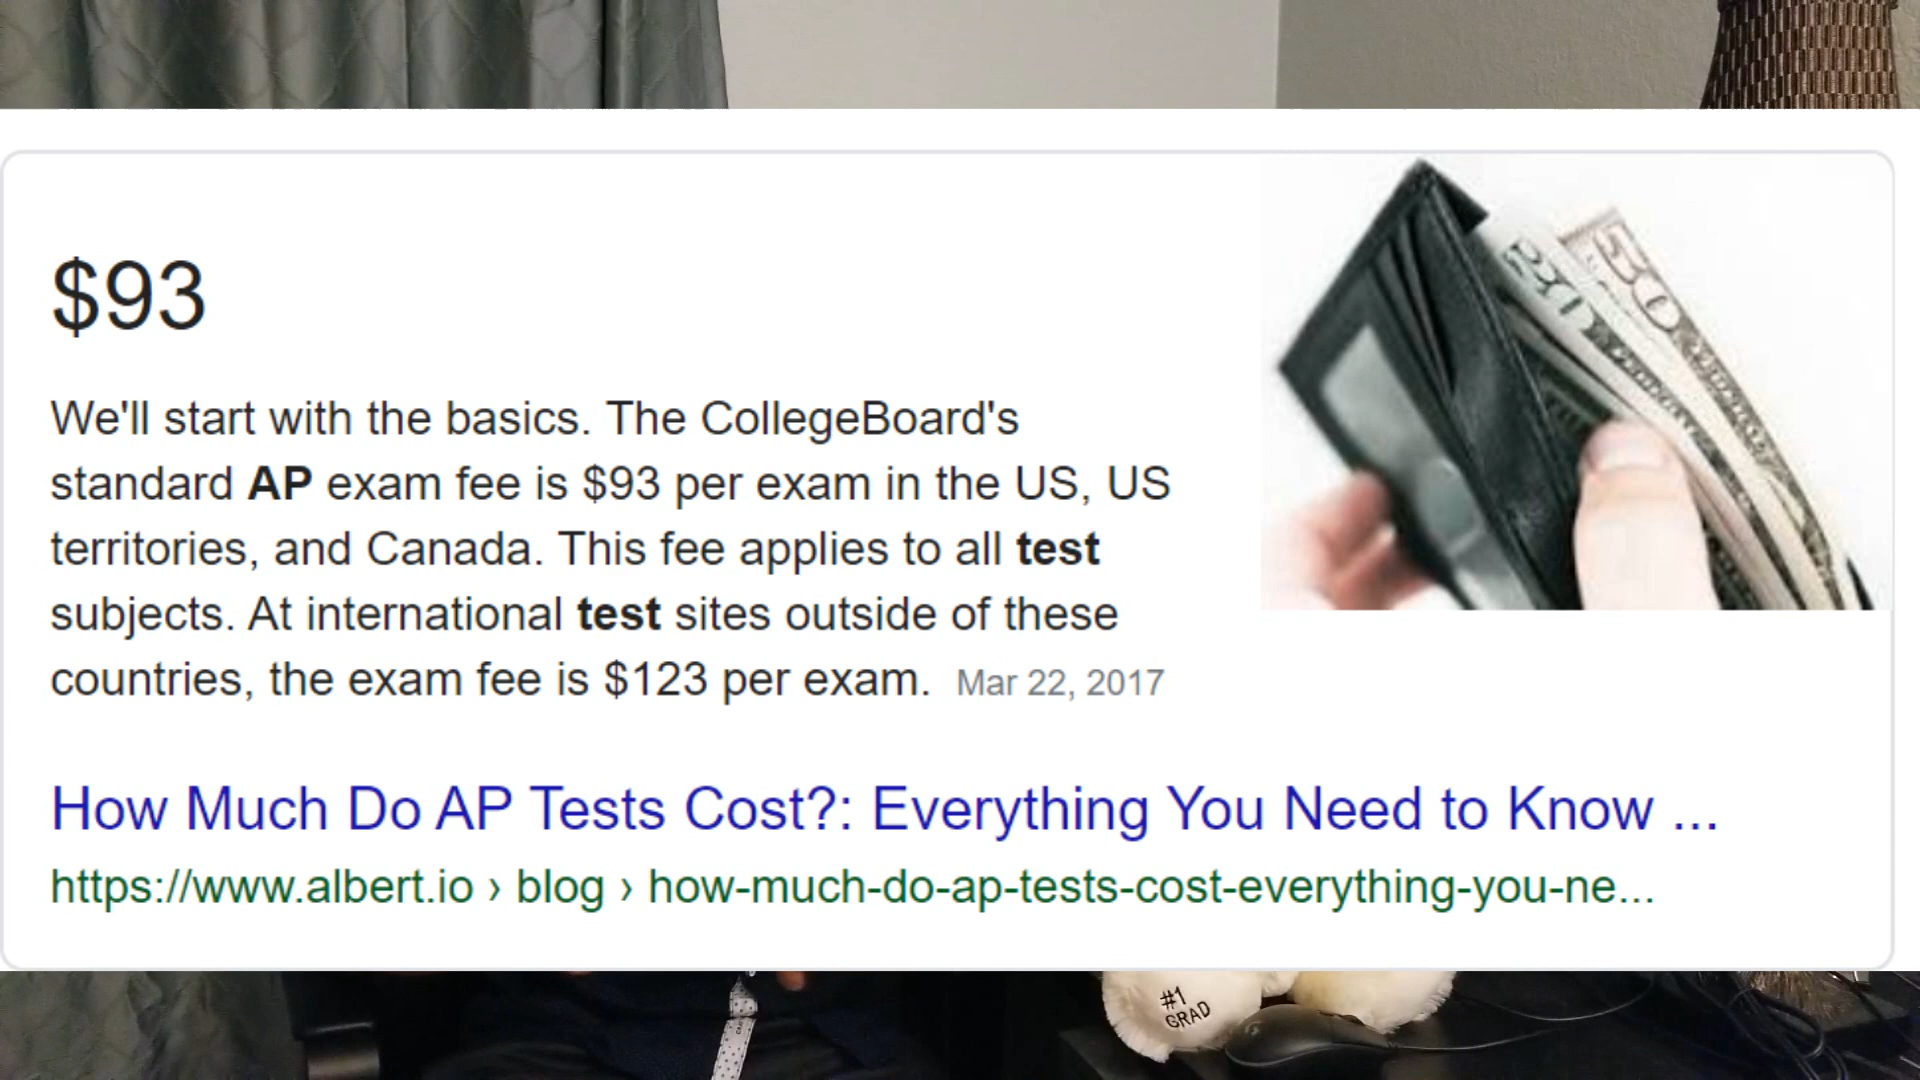 $93
We'll start with the basics. The CollegeBoard's
standard AP exam fee is $93 per exam in the US, US
territories, and Canada. This fee applies to all test
subjects. At international test sites outside of these
countries, the exam fee is $123 per exam. Mar 22, 2017
How Much Do AP Tests Cost?: Everything You Need to Know ...
https://www.albert.io › blog › how-much-do-ap-tests-cost-everything-you-ne...
20
50
#1
GRAD